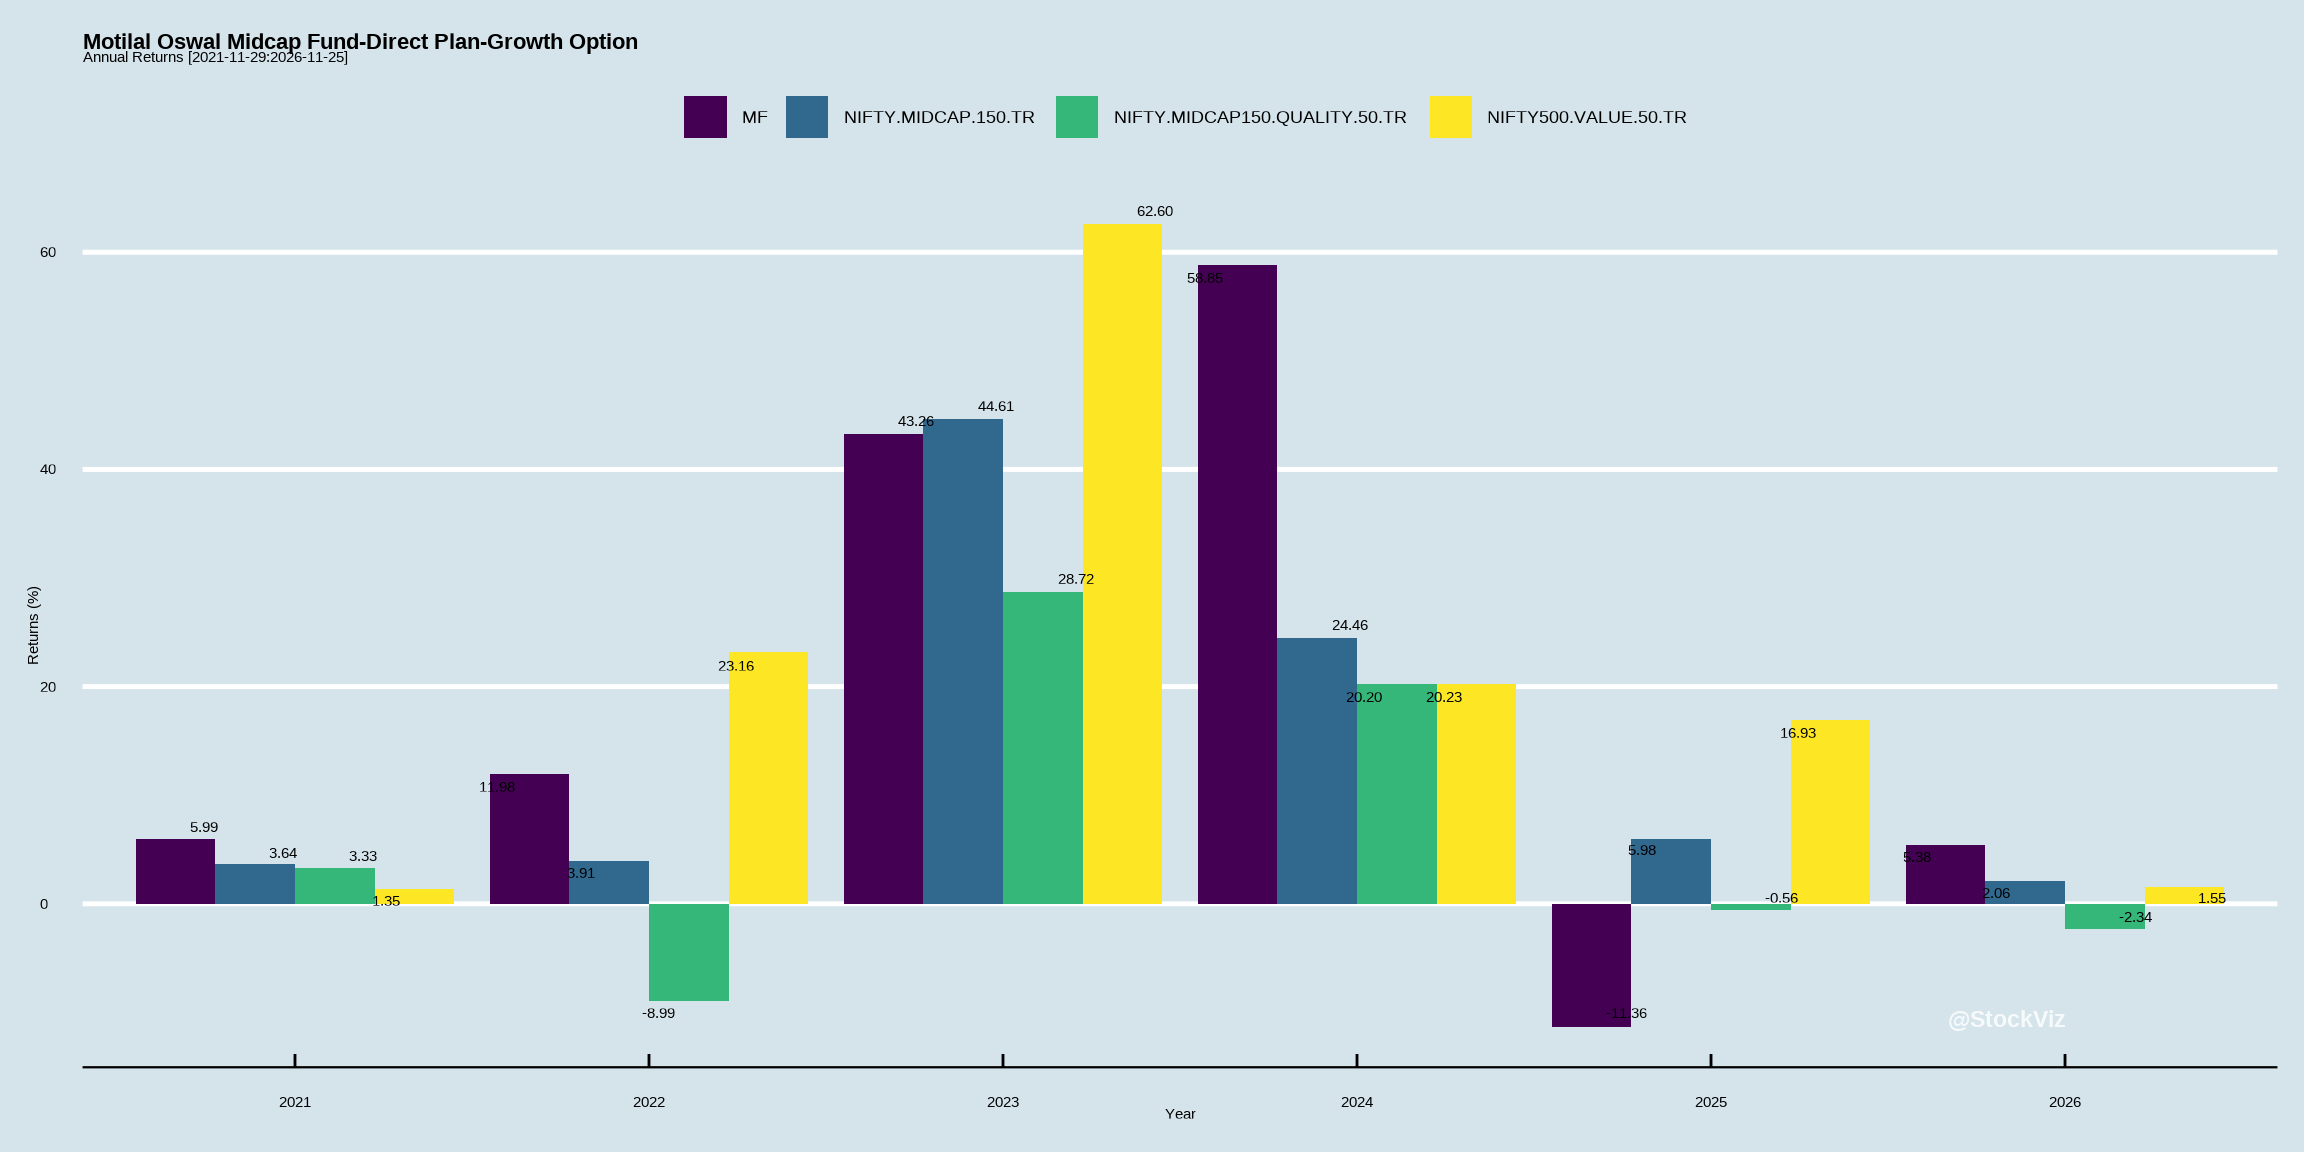 Motilal Oswal Midcap Fund-Direct Plan-Growth Option
Annual Returns [2021-11-29:2026-11-25]
MF NIFTY.MIDCAP.150.TR NIFTY.MIDCAP150.QUALITY.50.TR NIFTY500.VALUE.50.TR
Returns (%)
60
40
20
0
5.99 3.64 3.33 1.35
11.98 3.91 -8.99 23.16
43.26 44.61 28.72 62.60
58.85 24.46 20.20 20.23
-11.36 5.98 -0.56 16.93
5.38 2.06 -2.34 1.55
@StockViz
2021 2022 2023 2024 2025 2026
Year